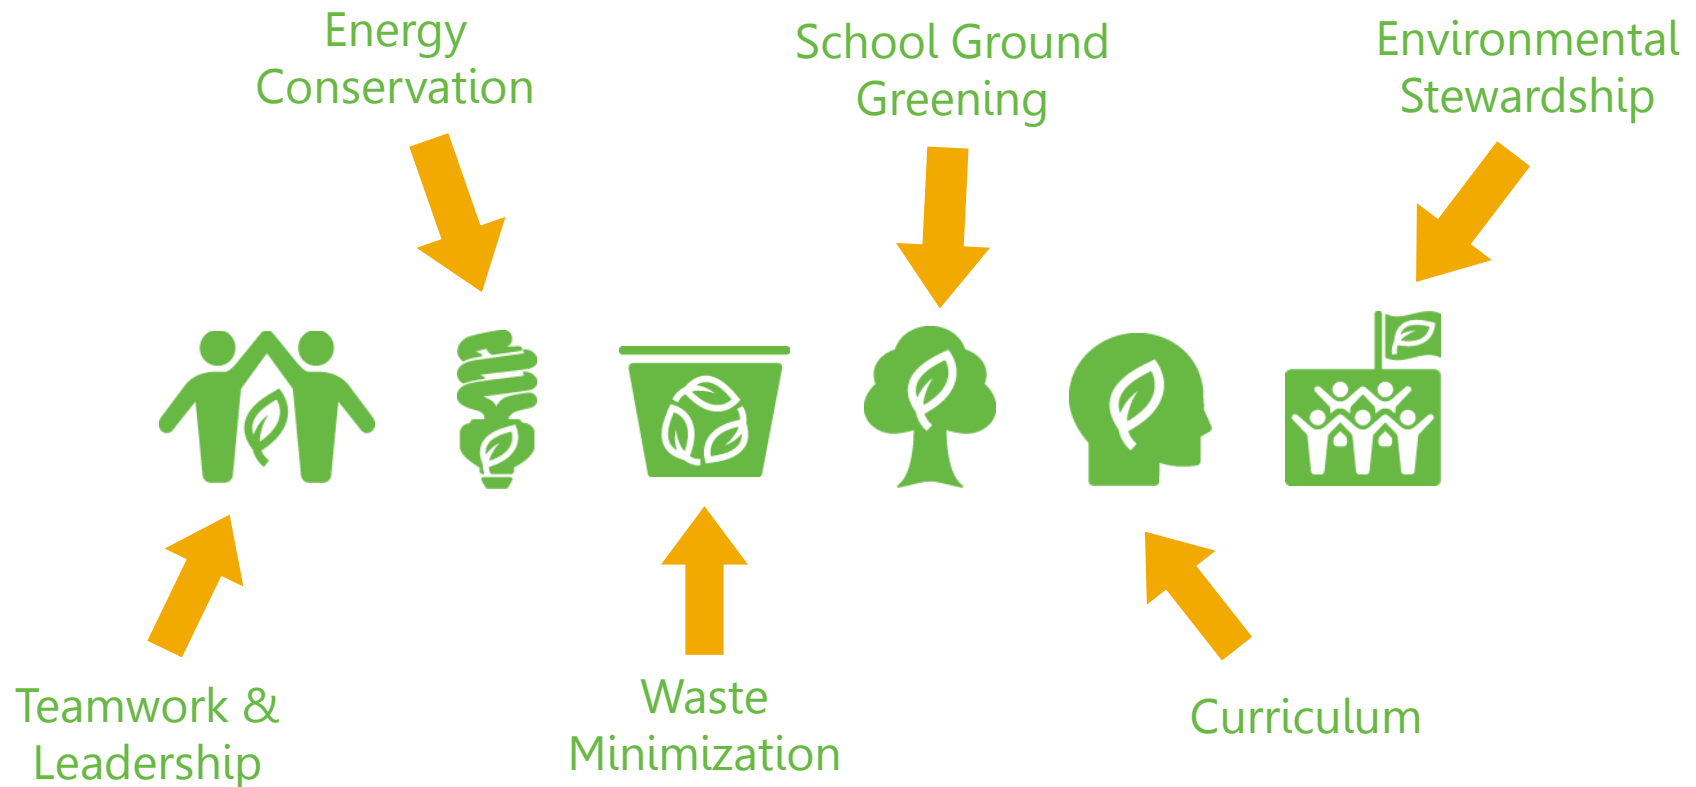 Energy
Conservation
School Ground
Greening
Environmental
Stewardship
Teamwork &
Leadership
Waste
Minimization
Curriculum